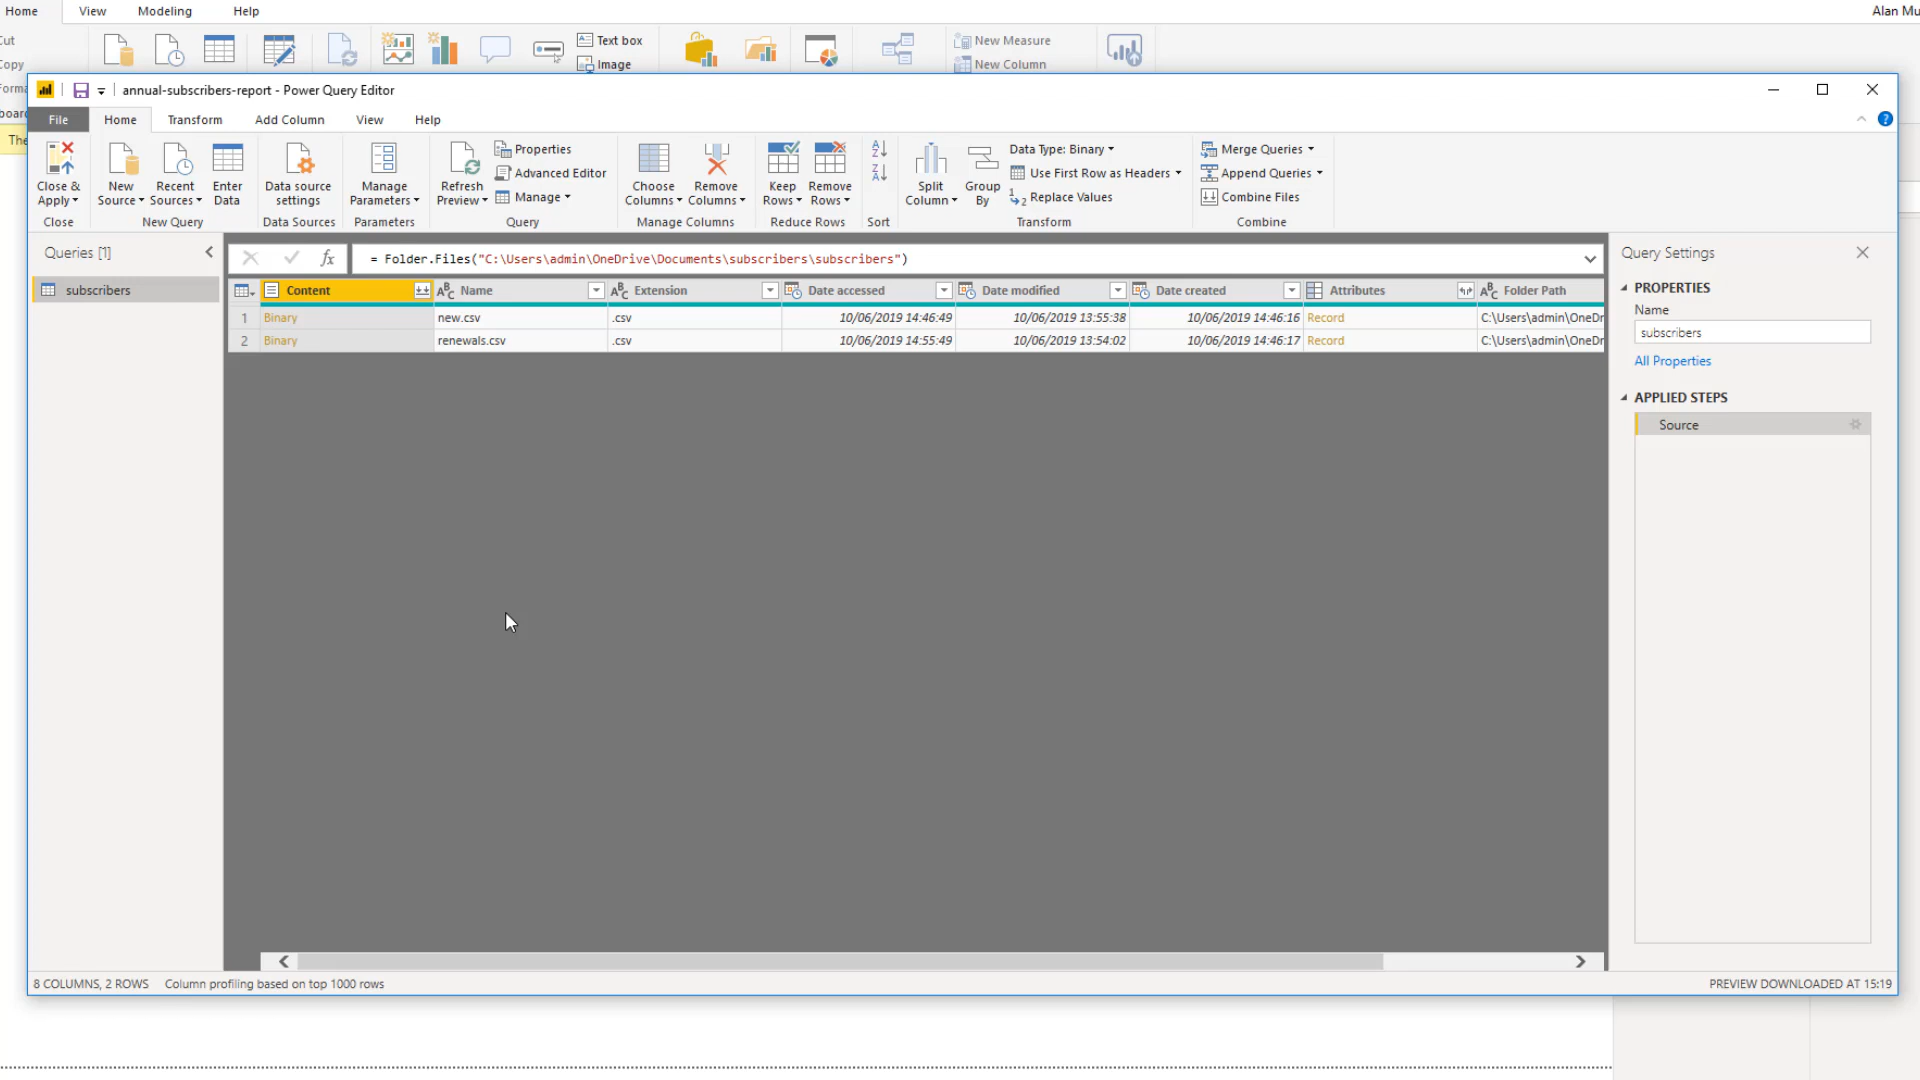 Home View Modeling Help Alan Mu
Cut
Copy
Text box
Image
New Measure
New Column
annual-subscribers-report - Power Query Editor
File Home Transform Add Column View Help
Close & Apply
Close
New Source
Recent Sources
Enter Data
New Query
Data source settings
Data Sources
Manage Parameters
Parameters
Refresh Preview
Properties
Advanced Editor
Manage
Query
Choose Columns
Remove Columns
Manage Columns
Keep Rows
Remove Rows
Reduce Rows
Sort
Split Column
Group By
Data Type: Binary
Use First Row as Headers
Replace Values
Transform
Merge Queries
Append Queries
Combine Files
Combine
Queries [1]
subscribers
= Folder.Files("C:\Users\admin\OneDrive\Documents\subscribers\subscribers")
Content Name Extension Date accessed Date modified Date created Attributes Folder Path
1 Binary new.csv .csv 10/06/2019 14:46:49 10/06/2019 13:55:38 10/06/2019 14:46:16 Record C:\Users\admin\OneDr
2 Binary renewals.csv .csv 10/06/2019 14:55:49 10/06/2019 13:54:02 10/06/2019 14:46:17 Record C:\Users\admin\OneDr
Query Settings
PROPERTIES
Name
subscribers
All Properties
APPLIED STEPS
Source
8 COLUMNS, 2 ROWS Column profiling based on top 1000 rows PREVIEW DOWNLOADED AT 15:19